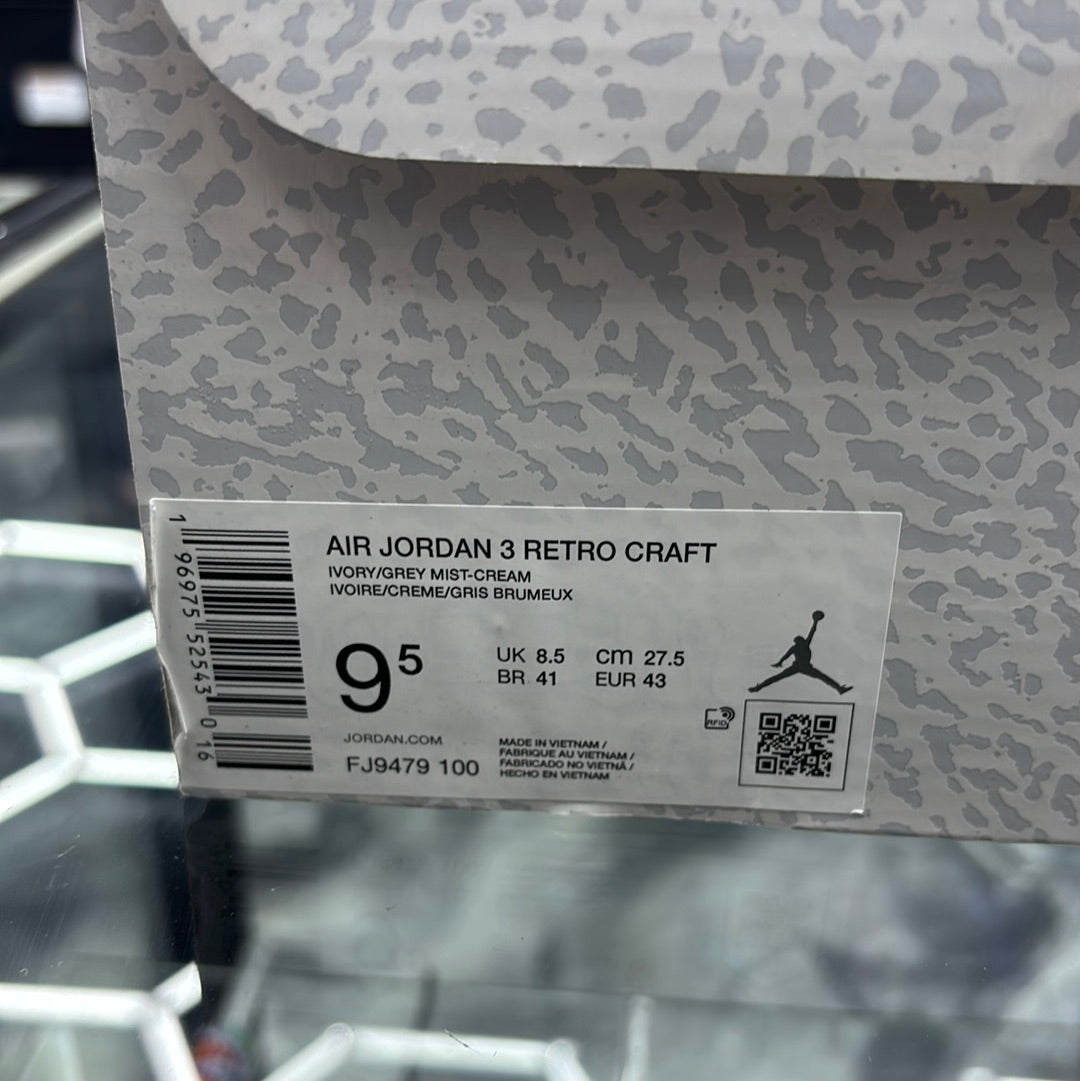 AIR JORDAN 3 RETRO CRAFT
IVORY/GREY MIST-CREAM
IVOIRE/CREME/GRIS BRUMEUX
9⁵
UK 8.5 cm 27.5
BR 41 EUR 43
JORDAN.COM
FJ9479 100
MADE IN VIETNAM /
FABRIQUE AU VIETNAM /
FABRICADO NO VIETNÃ /
HECHO EN VIETNAM
RFID
1 96975 52543 0 16